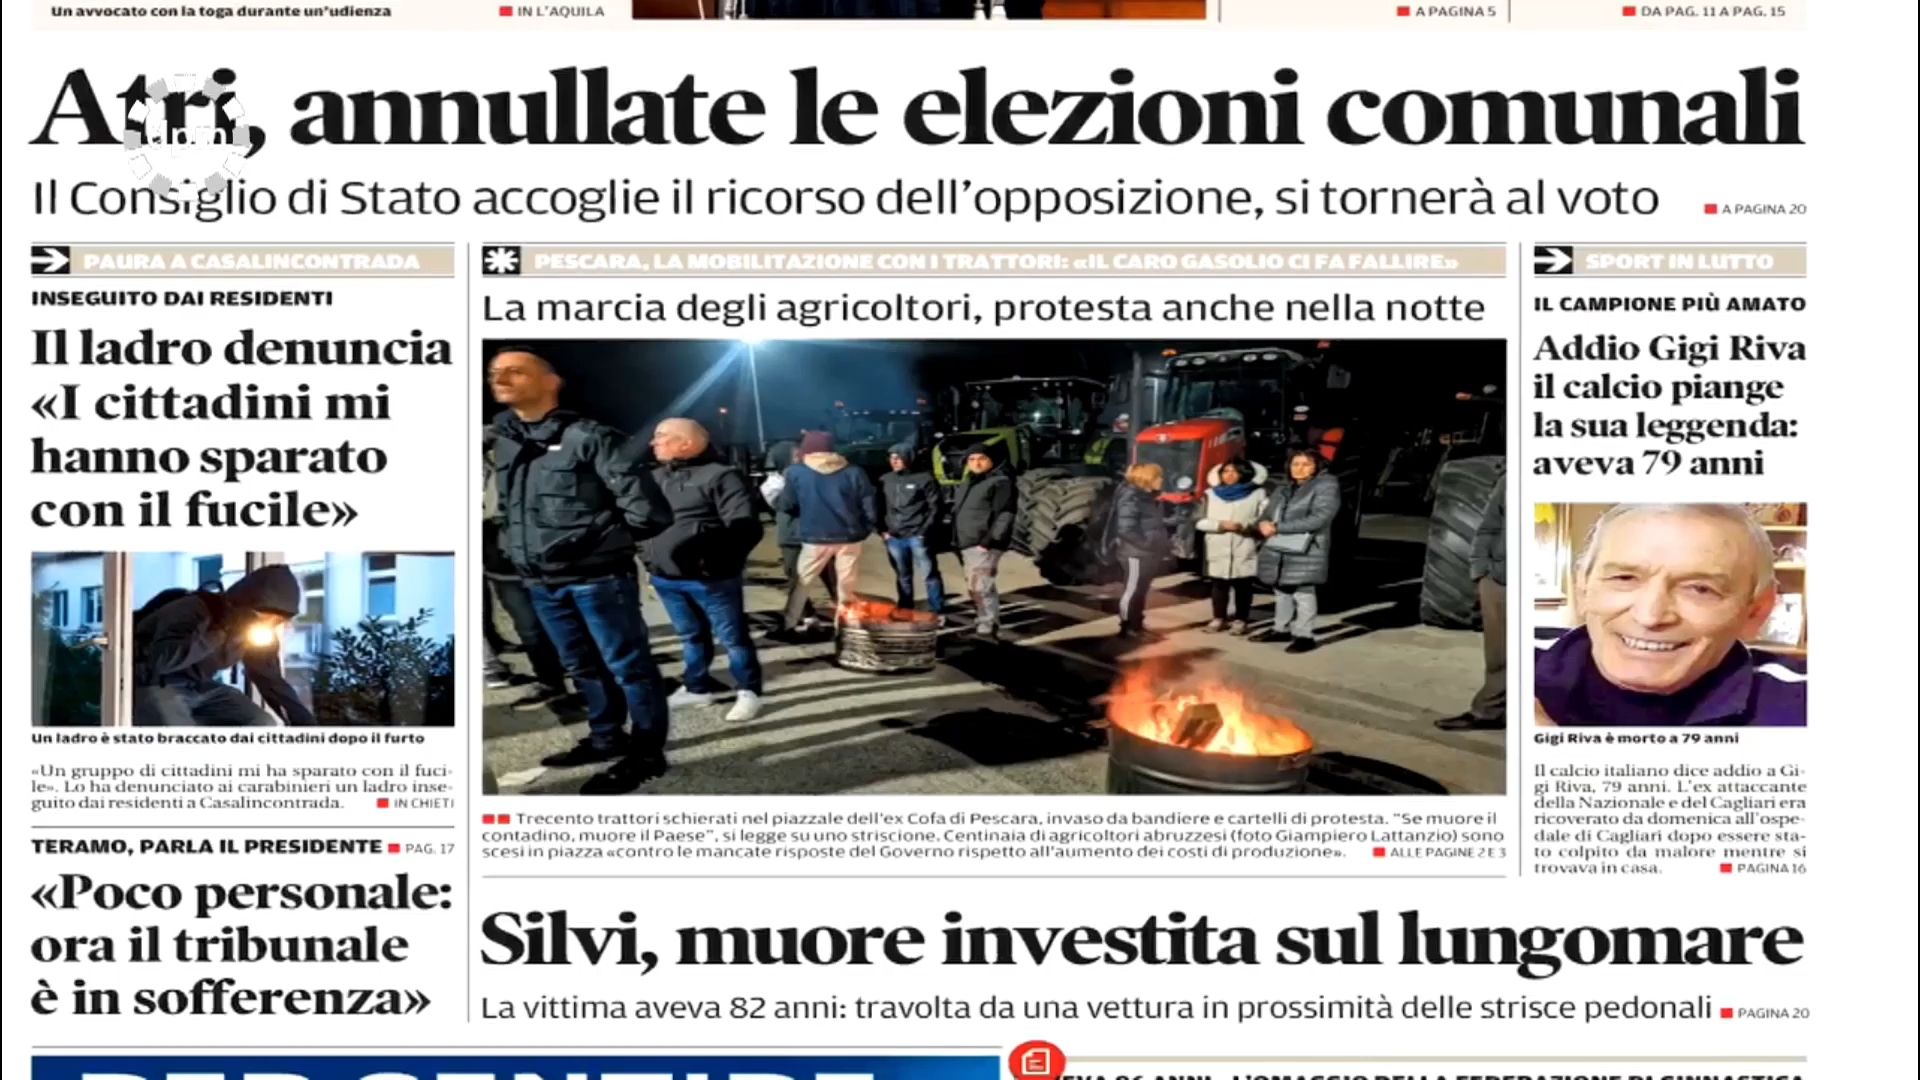 Un avvocato con la toga durante un'udienza
IN L'AQUILA
A PAGINA 5
DA PAG. 11 A PAG. 15
Atri, annullate le elezioni comunali
dpm
Il Consiglio di Stato accoglie il ricorso dell'opposizione, si tornerà al voto
A PAGINA 20
PAURA A CASALINCONTRADA
INSEGUITO DAI RESIDENTI
Il ladro denuncia
«I cittadini mi
hanno sparato
con il fucile»
Un ladro è stato braccato dai cittadini dopo il furto
«Un gruppo di cittadini mi ha sparato con il fuci-
le». Lo ha denunciato ai carabinieri un ladro inse-
guito dai residenti a Casalincontrada.
IN CHIETI
TERAMO, PARLA IL PRESIDENTE
PAG. 17
«Poco personale:
ora il tribunale
è in sofferenza»
PESCARA, LA MOBILITAZIONE CON I TRATTORI: «IL CARO GASOLIO CI FA FALLIRE»
La marcia degli agricoltori, protesta anche nella notte
Trecento trattori schierati nel piazzale dell'ex Cofa di Pescara, invaso da bandiere e cartelli di protesta. "Se muore il
contadino, muore il Paese", si legge su uno striscione. Centinaia di agricoltori abruzzesi (foto Giampiero Lattanzio) sono
scesi in piazza «contro le mancate risposte del Governo rispetto all'aumento dei costi di produzione».
ALLE PAGINE 2 E 3
SPORT IN LUTTO
IL CAMPIONE PIÙ AMATO
Addio Gigi Riva
il calcio piange
la sua leggenda:
aveva 79 anni
Gigi Riva è morto a 79 anni
Il calcio italiano dice addio a Gi-
gi Riva, 79 anni. L'ex attaccante
della Nazionale e del Cagliari era
ricoverato da domenica all'ospe-
dale di Cagliari dopo essere sta-
to colpito da malore mentre si
trovava in casa.
PAGINA 16
Silvi, muore investita sul lungomare
La vittima aveva 82 anni: travolta da una vettura in prossimità delle strisce pedonali
PAGINA 20
PER SENTIRE
86 ANNI - L'OMAGGIO DELLA FEDERAZIONE DI GINNASTICA